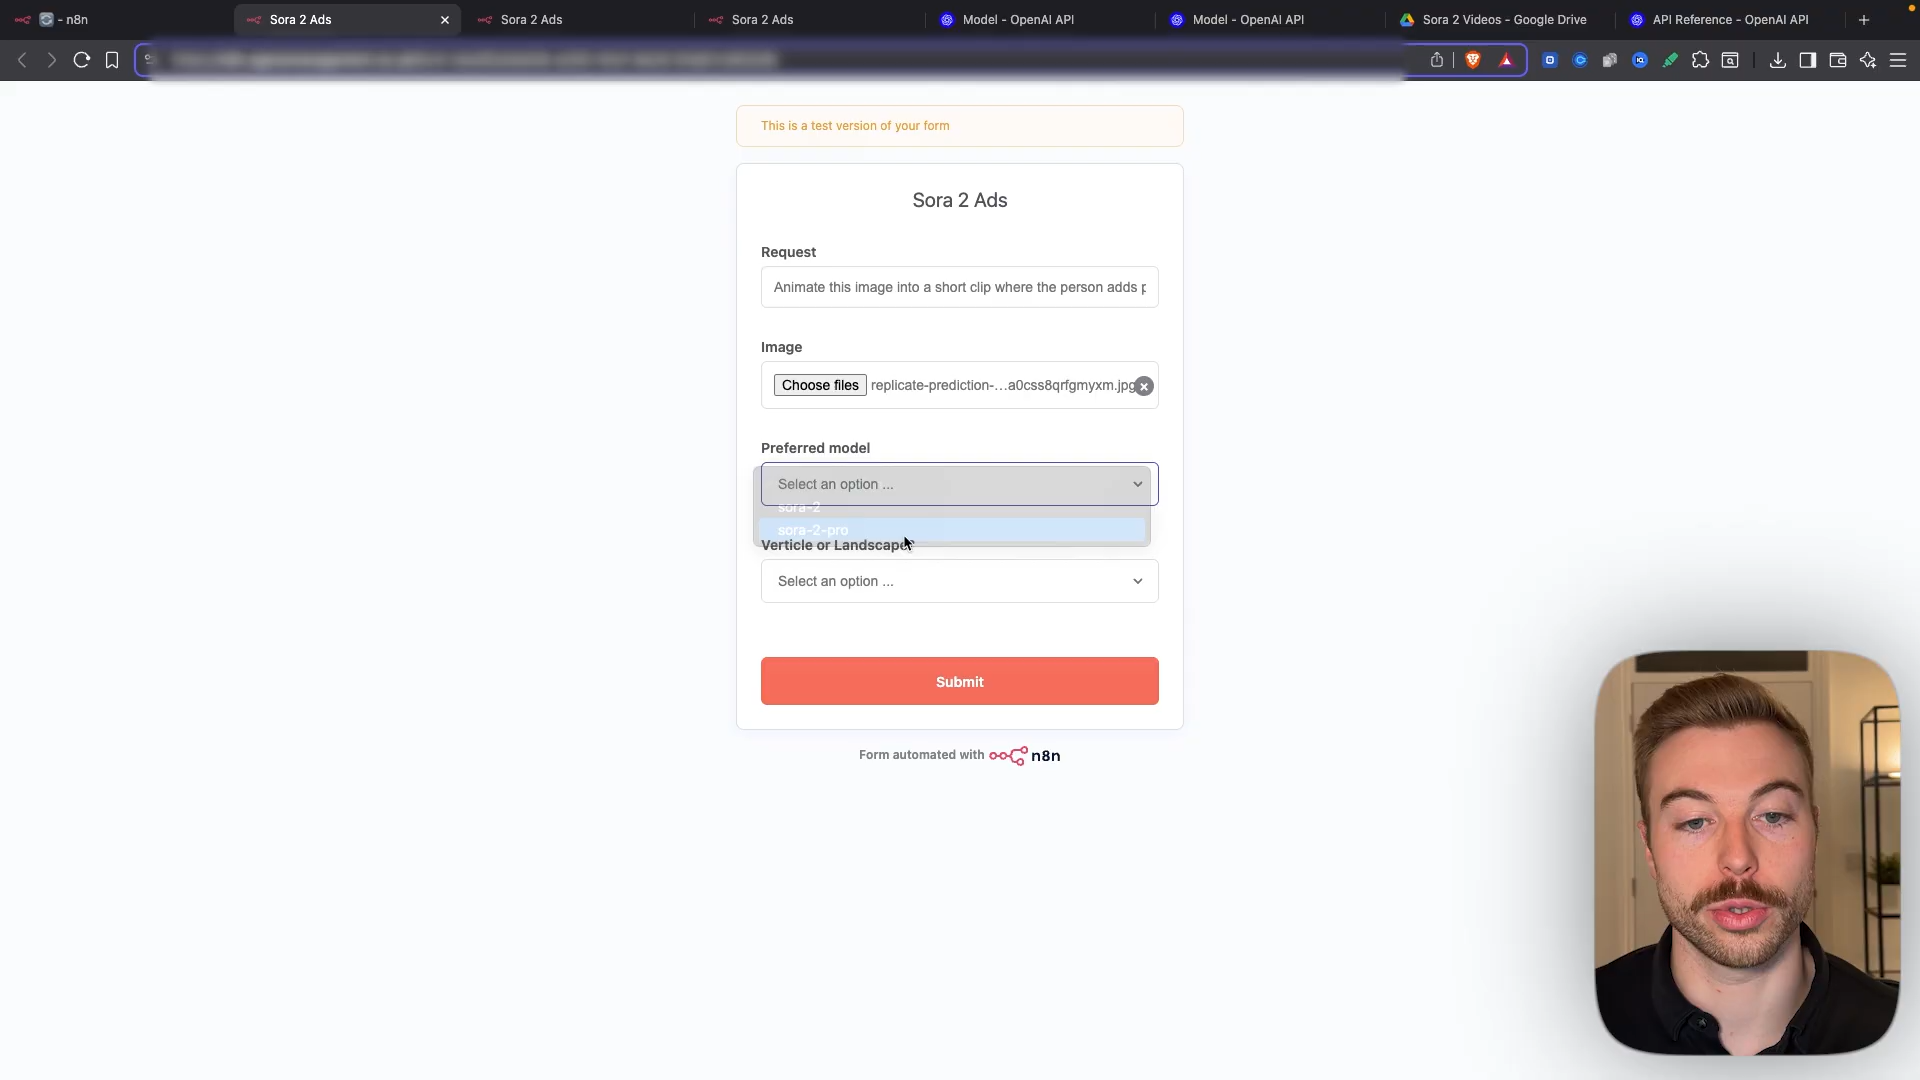 - n8n
Sora 2 Ads
Sora 2 Ads
Sora 2 Ads
Model - OpenAI API
Model - OpenAI API
Sora 2 Videos - Google Drive
API Reference - OpenAI API
This is a test version of your form
Sora 2 Ads
Request
Animate this image into a short clip where the person adds p
Image
Choose files replicate-prediction-...a0css8qrfgmyxm.jpg
Preferred model
Select an option ...
sora-2
sora-2-pro
Verticle or Landscape
Select an option ...
Submit
Form automated with n8n